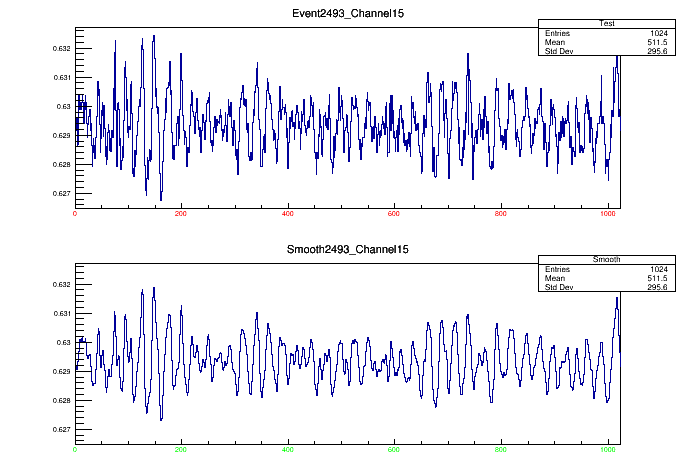 Event2493_Channel15
Test
Entries 1024
Mean 511.5
Std Dev 295.6
0.632
0.631
0.63
0.629
0.628
0.627
0 200 400 600 800 1000
Smooth2493_Channel15
Smooth
Entries 1024
Mean 511.5
Std Dev 295.6
0.632
0.631
0.63
0.629
0.628
0.627
0 200 400 600 800 1000